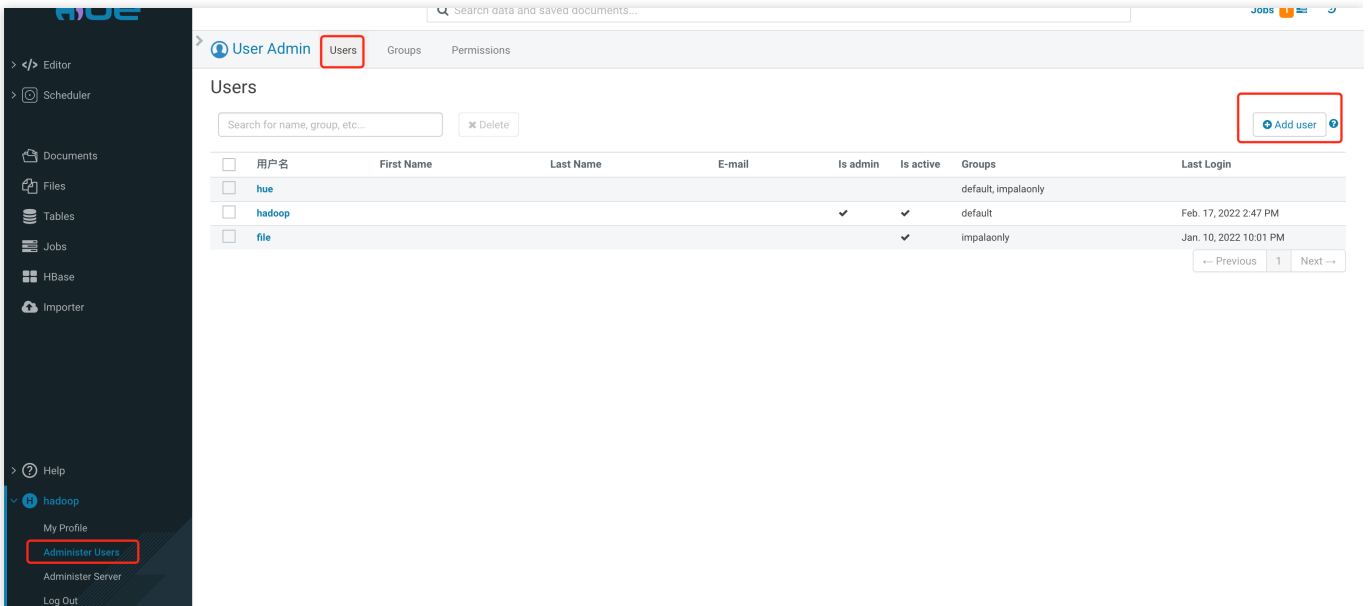 HUE
Search data and saved documents...
Jobs 1
User Admin Users Groups Permissions
</> Editor
Scheduler
Documents
Files
Tables
Jobs
HBase
Importer
Help
H hadoop
My Profile
Administer Users
Administer Server
Log Out
Users
Search for name, group, etc... ✖ Delete
Add user ?
用户名 First Name Last Name E-mail Is admin Is active Groups Last Login
hue default, impalaonly
hadoop ✔ ✔ default Feb. 17, 2022 2:47 PM
file ✔ impalaonly Jan. 10, 2022 10:01 PM
← Previous 1 Next →